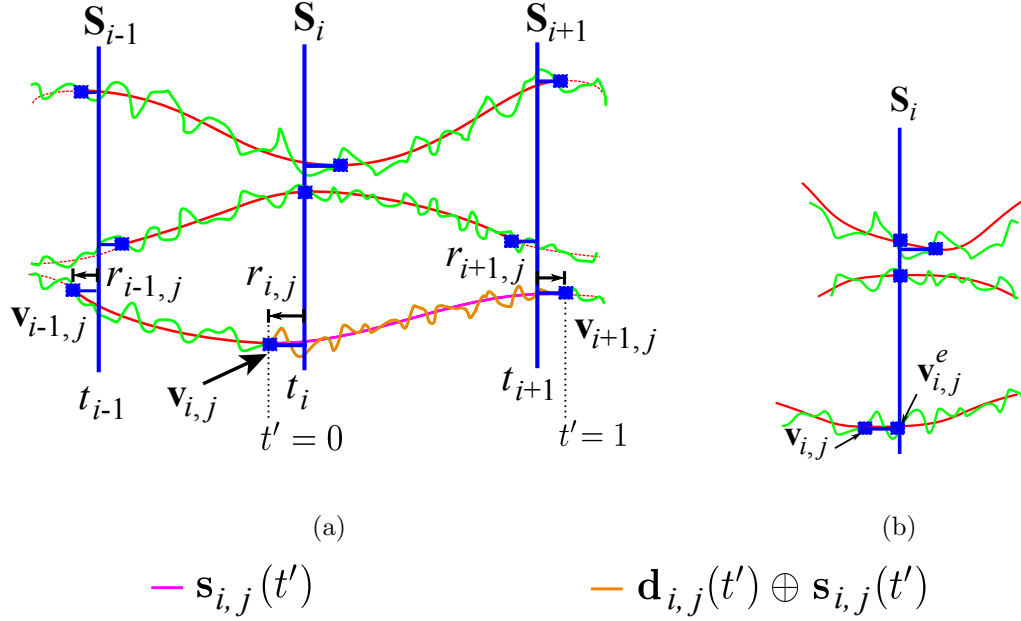 S_{i-1} S_i S_{i+1}
S_i
r_{i-1, j} r_{i, j} r_{i+1, j}
v_{i-1, j} v_{i+1, j}
v^e_{i, j}
t_{i-1} v_{i, j} t_i t_{i+1}
v_{i, j}
t' = 0 t' = 1
(a) (b)
s_{i, j}(t') d_{i, j}(t') ⊕ s_{i, j}(t')